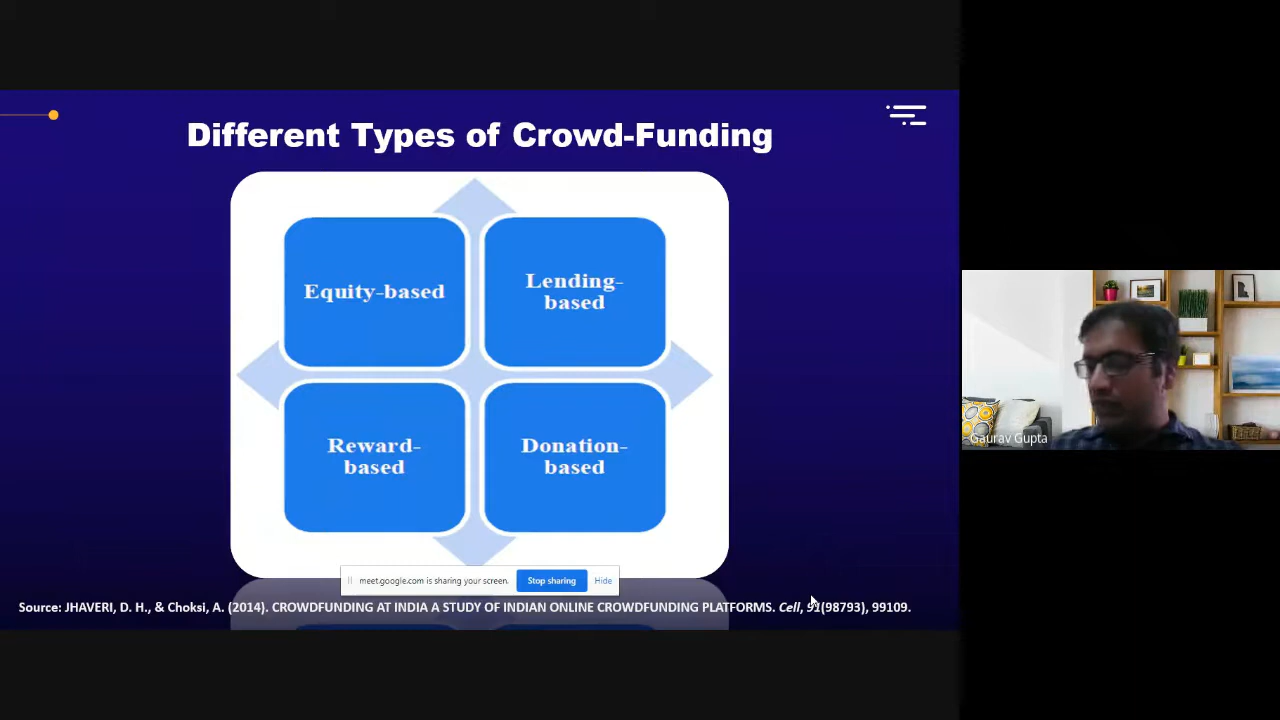 Different Types of Crowd-Funding
Equity-based
Lending-
based
Reward-
based
Donation-
based
meet.google.com is sharing your screen.
Stop sharing
Hide
Source: JHAVERI, D. H., & Choksi, A. (2014). CROWDFUNDING AT INDIA A STUDY OF INDIAN ONLINE CROWDFUNDING PLATFORMS. Cell, 91(98793), 99109.
Gaurav Gupta